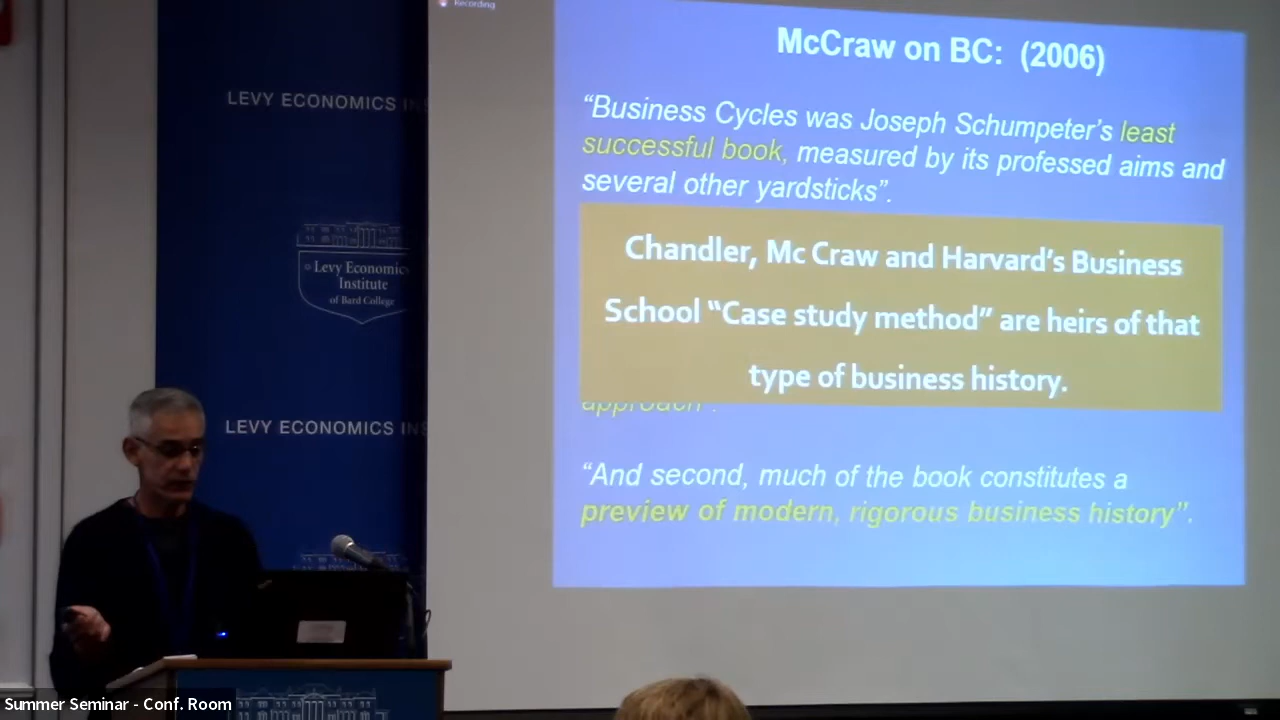 Recording
LEVY ECONOMICS IN
Levy Economics
Institute
of Bard College
LEVY ECONOMICS INS
McCraw on BC: (2006)
“Business Cycles was Joseph Schumpeter’s least
successful book, measured by its professed aims and
several other yardsticks”.
Chandler, Mc Craw and Harvard’s Business
School “Case study method” are heirs of that
type of business history.
approach”.
“And second, much of the book constitutes a
preview of modern, rigorous business history”.
Summer Seminar - Conf. Room